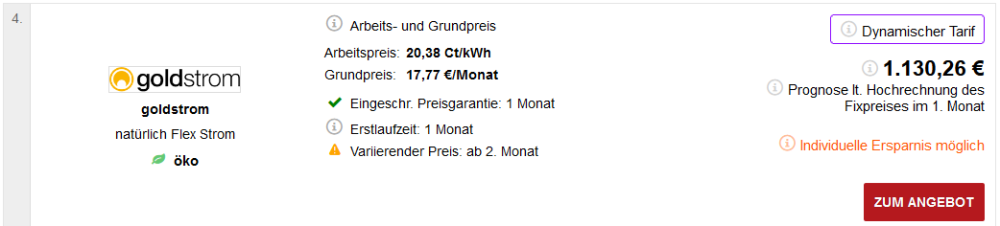 4.
Arbeits- und Grundpreis
Arbeitspreis: 20,38 Ct/kWh
Grundpreis: 17,77 €/Monat
Eingeschr. Preisgarantie: 1 Monat
Erstlaufzeit: 1 Monat
Variierender Preis: ab 2. Monat
goldstrom
goldstrom
natürlich Flex Strom
öko
Dynamischer Tarif
1.130,26 €
Prognose lt. Hochrechnung des
Fixpreises im 1. Monat
Individuelle Ersparnis möglich
ZUM ANGEBOT